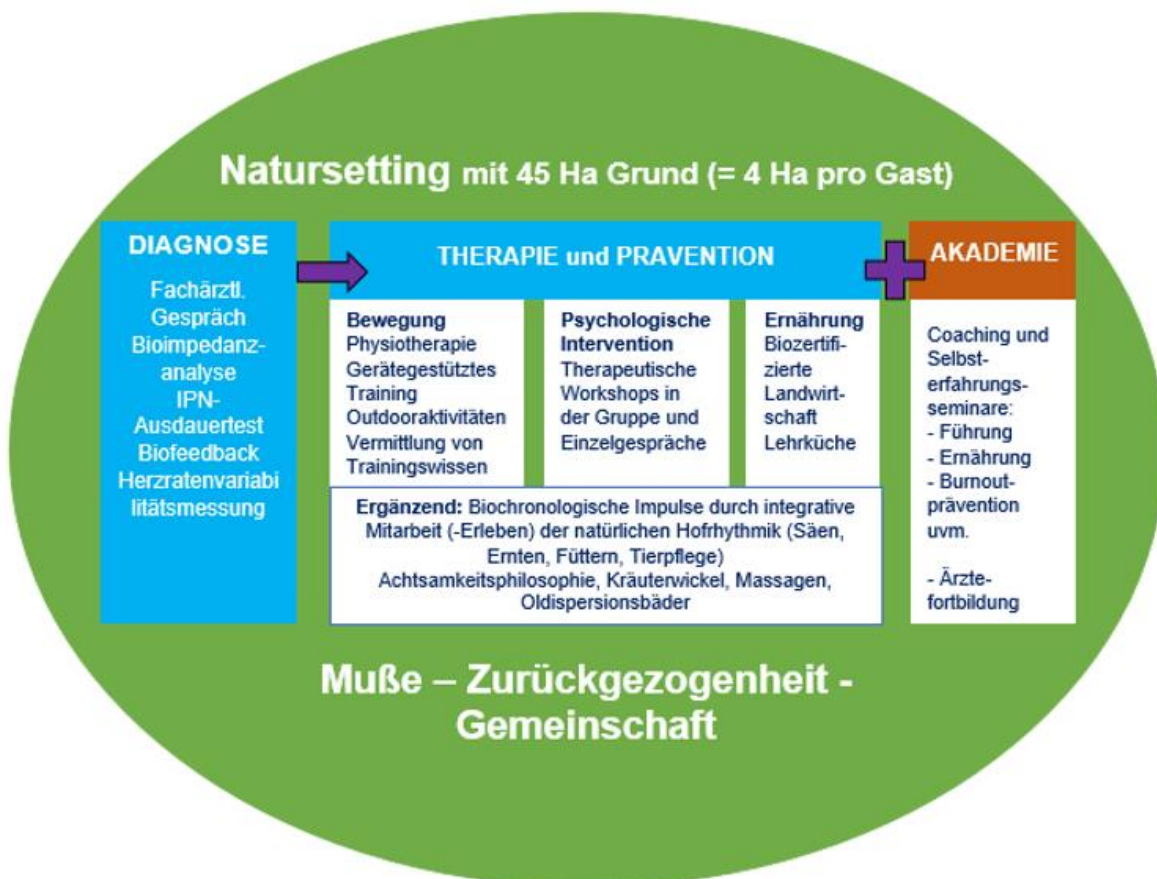 Natursetting mit 45 Ha Grund (= 4 Ha pro Gast)
DIAGNOSE
Fachärztl.
Gespräch
Bioimpedanz-
analyse
IPN-
Ausdauertest
Biofeedback
Herzratenvariabi
litätsmessung
THERAPIE und PRAVENTION
Bewegung
Physiotherapie
Gerätegestütztes
Training
Outdooraktivitäten
Vermittlung von
Trainingswissen
Psychologische
Intervention
Therapeutische
Workshops in
der Gruppe und
Einzelgespräche
Ernährung
Biozertifi-
zierte
Landwirt-
schaft
Lehrküche
Ergänzend: Biochronologische Impulse durch integrative
Mitarbeit (-Erleben) der natürlichen Hofrhythmik (Säen,
Ernten, Füttern, Tierpflege)
Achtsamkeitsphilosophie, Kräuterwickel, Massagen,
Oldispersionsbäder
AKADEMIE
Coaching und
Selbst-
erfahrungs-
seminare:
- Führung
- Ernährung
- Burnout-
prävention
uvm.
- Ärzte-
fortbildung
Muße – Zurückgezogenheit -
Gemeinschaft